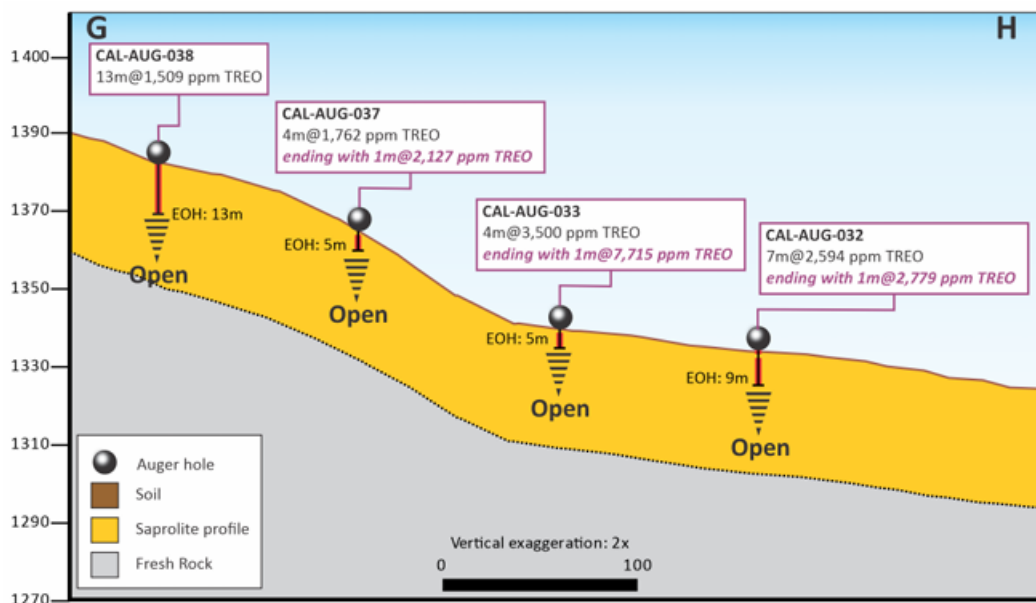 G
H
CAL-AUG-038
13m@1,509 ppm TREO
CAL-AUG-037
4m@1,762 ppm TREO
ending with 1m@2,127 ppm TREO
CAL-AUG-033
4m@3,500 ppm TREO
ending with 1m@7,715 ppm TREO
CAL-AUG-032
7m@2,594 ppm TREO
ending with 1m@2,779 ppm TREO
1400
1390
1370
1350
1330
1310
1290
1270
EOH: 13m
Open
EOH: 5m
Open
EOH: 5m
Open
EOH: 9m
Open
Auger hole
Soil
Saprolite profile
Fresh Rock
Vertical exaggeration: 2x
0
100